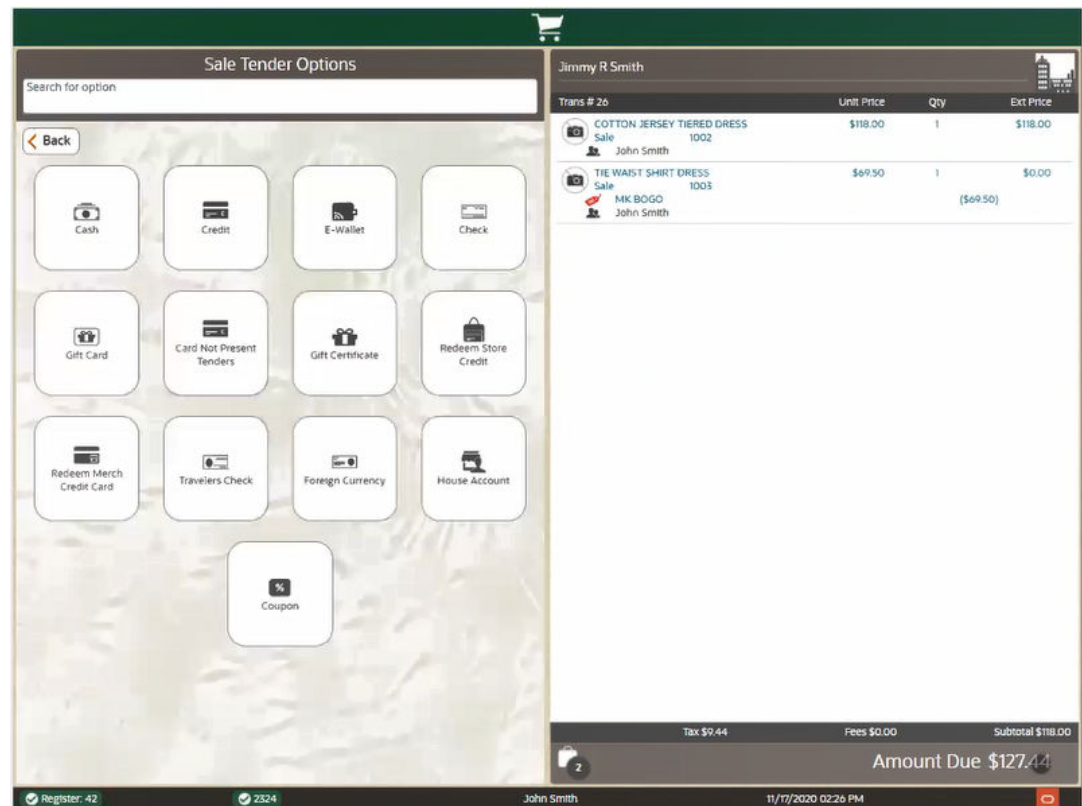 Sale Tender Options
Search for option
Back
Cash
Credit
E-Wallet
Check
Gift Card
Card Not Present
Tenders
Gift Certificate
Redeem Store
Credit
Redeem Merch
Credit Card
Travelers Check
Foreign Currency
House Account
%
Coupon
Jimmy R Smith
Trans # 26 Unit Price Qty Ext Price
COTTON JERSEY TIERED DRESS $118.00 1 $118.00
Sale 1002
John Smith
TIE WAIST SHIRT DRESS $69.50 1 $0.00
Sale 1003
MK BOGO ($69.50)
John Smith
Tax $9.44 Fees $0.00 Subtotal $118.00
2 Amount Due $127.44
Register: 42 2324 John Smith 11/17/2020 02:26 PM